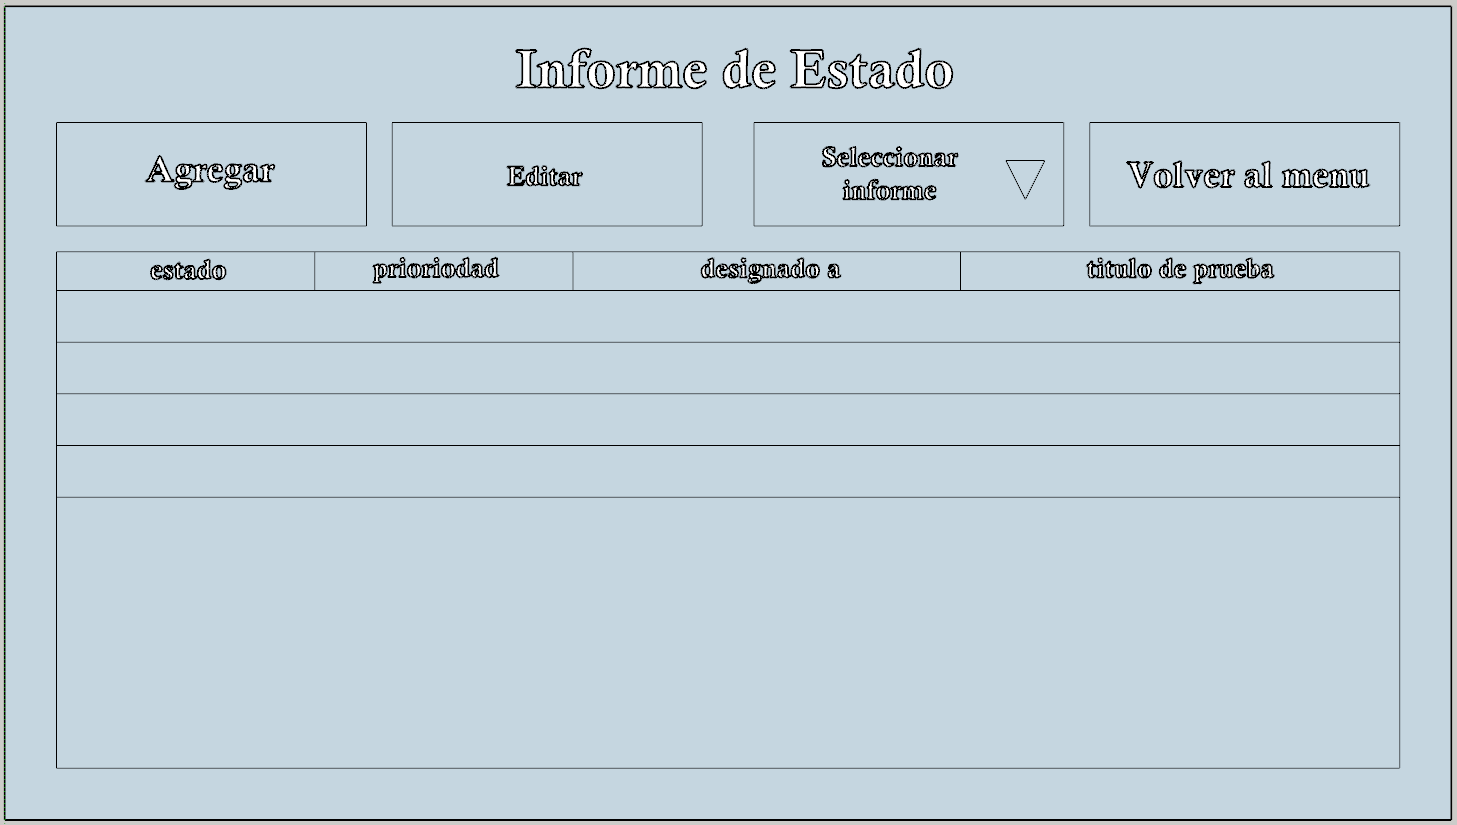 Informe de Estado
Agregar
Editar
Seleccionar
informe
Volver al menu
estado
prioriodad
designado a
titulo de prueba